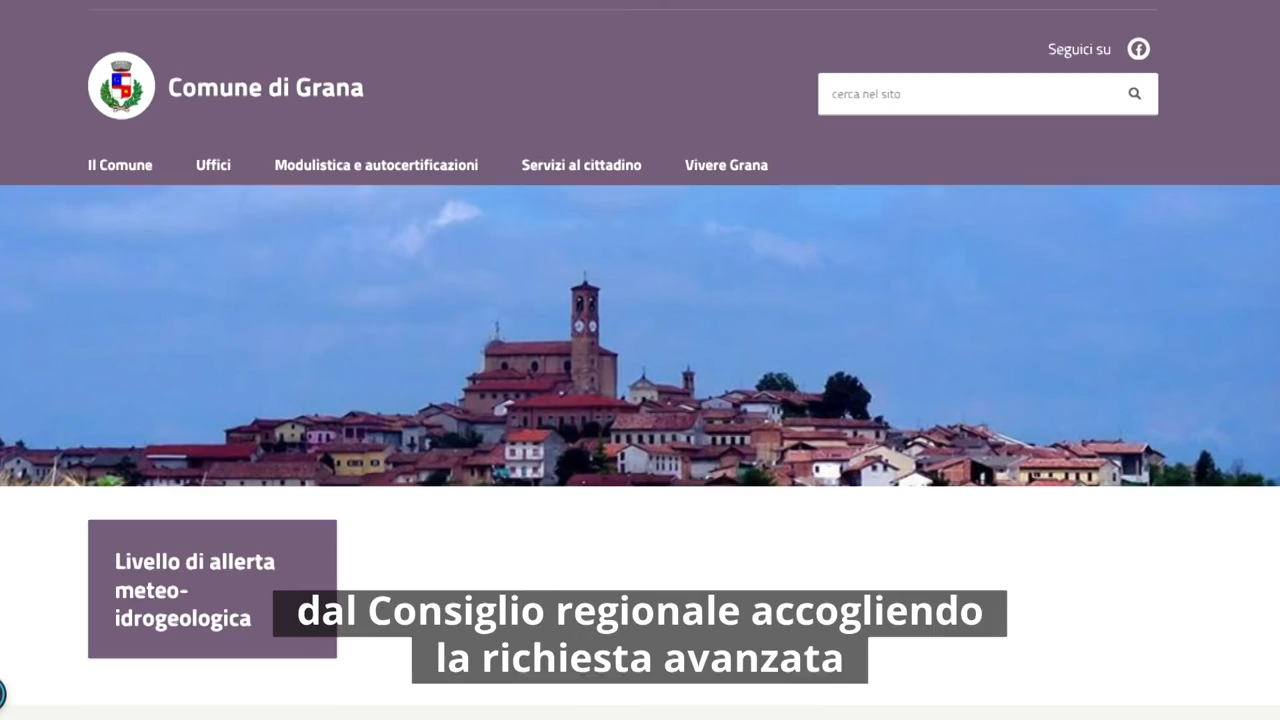 Seguici su
Comune di Grana
cerca nel sito
Il Comune Uffici Modulistica e autocertificazioni Servizi al cittadino Vivere Grana
Livello di allerta
meteo-
idrogeologica
dal Consiglio regionale accogliendo
la richiesta avanzata